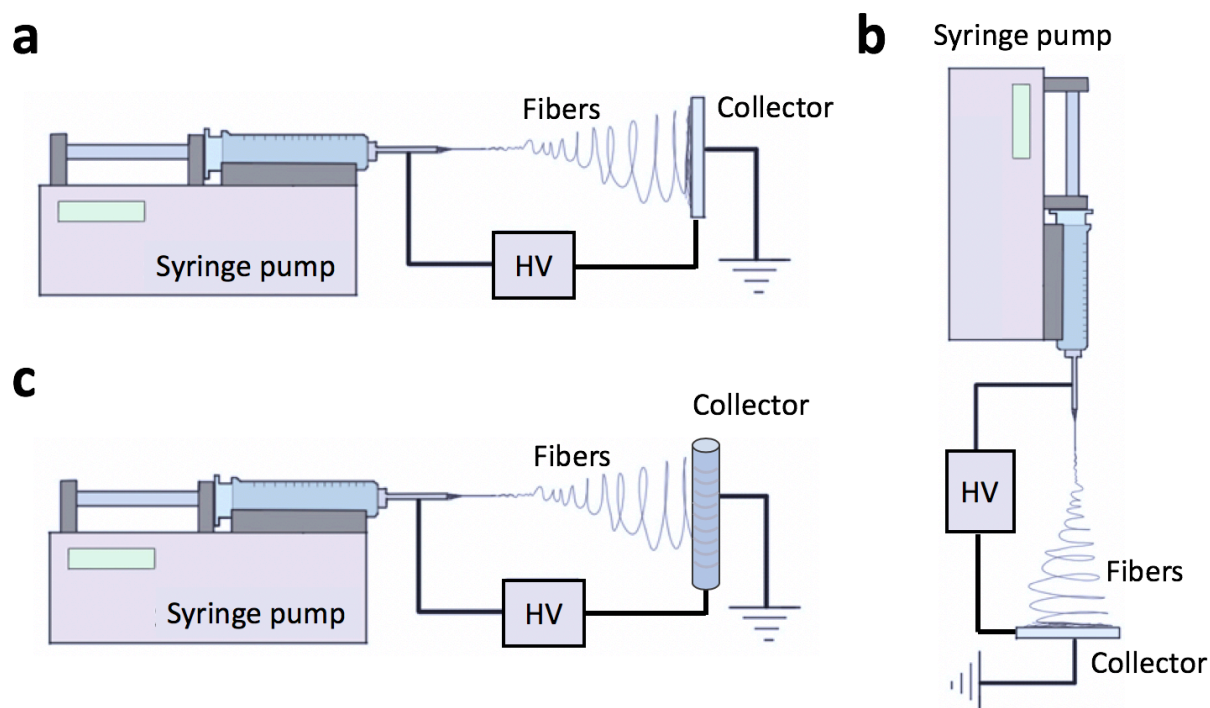 a
Fibers
Collector
HV
Syringe pump
b
Syringe pump
HV
Fibers
Collector
c
Collector
Fibers
HV
Syringe pump